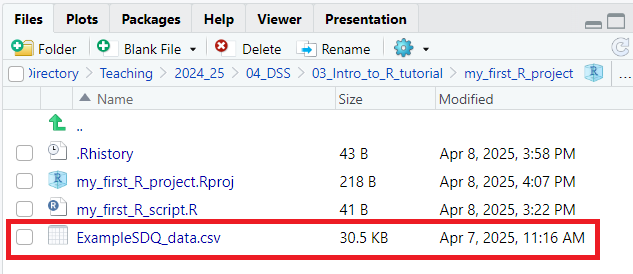 Files Plots Packages Help Viewer Presentation
Folder Blank File Delete Rename
Directory Teaching 2024_25 04_DSS 03_Intro_to_R_tutorial my_first_R_project R ...
Name Size Modified
..
.Rhistory 43 B Apr 8, 2025, 3:58 PM
my_first_R_project.Rproj 218 B Apr 8, 2025, 4:07 PM
my_first_R_script.R 41 B Apr 8, 2025, 3:22 PM
ExampleSDQ_data.csv 30.5 KB Apr 7, 2025, 11:16 AM